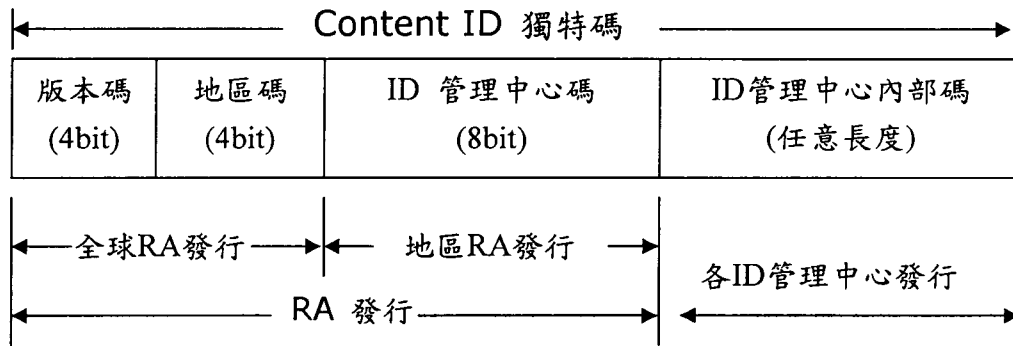 Content ID 獨特碼
版本碼 地區碼 ID 管理中心碼 ID管理中心內部碼
(4bit) (4bit) (8bit) (任意長度)
全球RA發行 地區RA發行
各ID管理中心發行
RA 發行